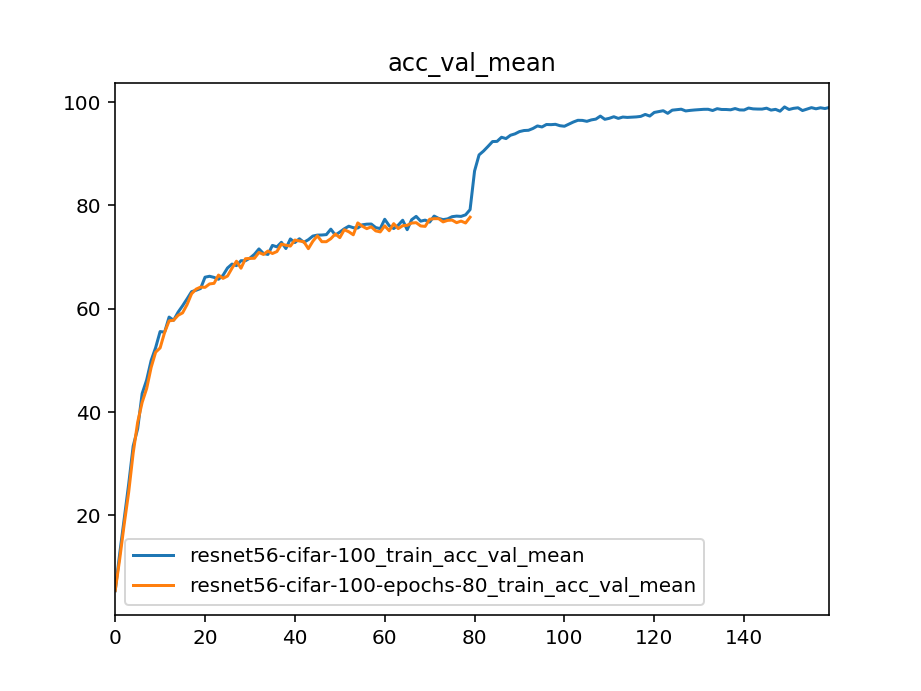 acc_val_mean
100
80
60
40
20
resnet56-cifar-100_train_acc_val_mean
resnet56-cifar-100-epochs-80_train_acc_val_mean
0 20 40 60 80 100 120 140